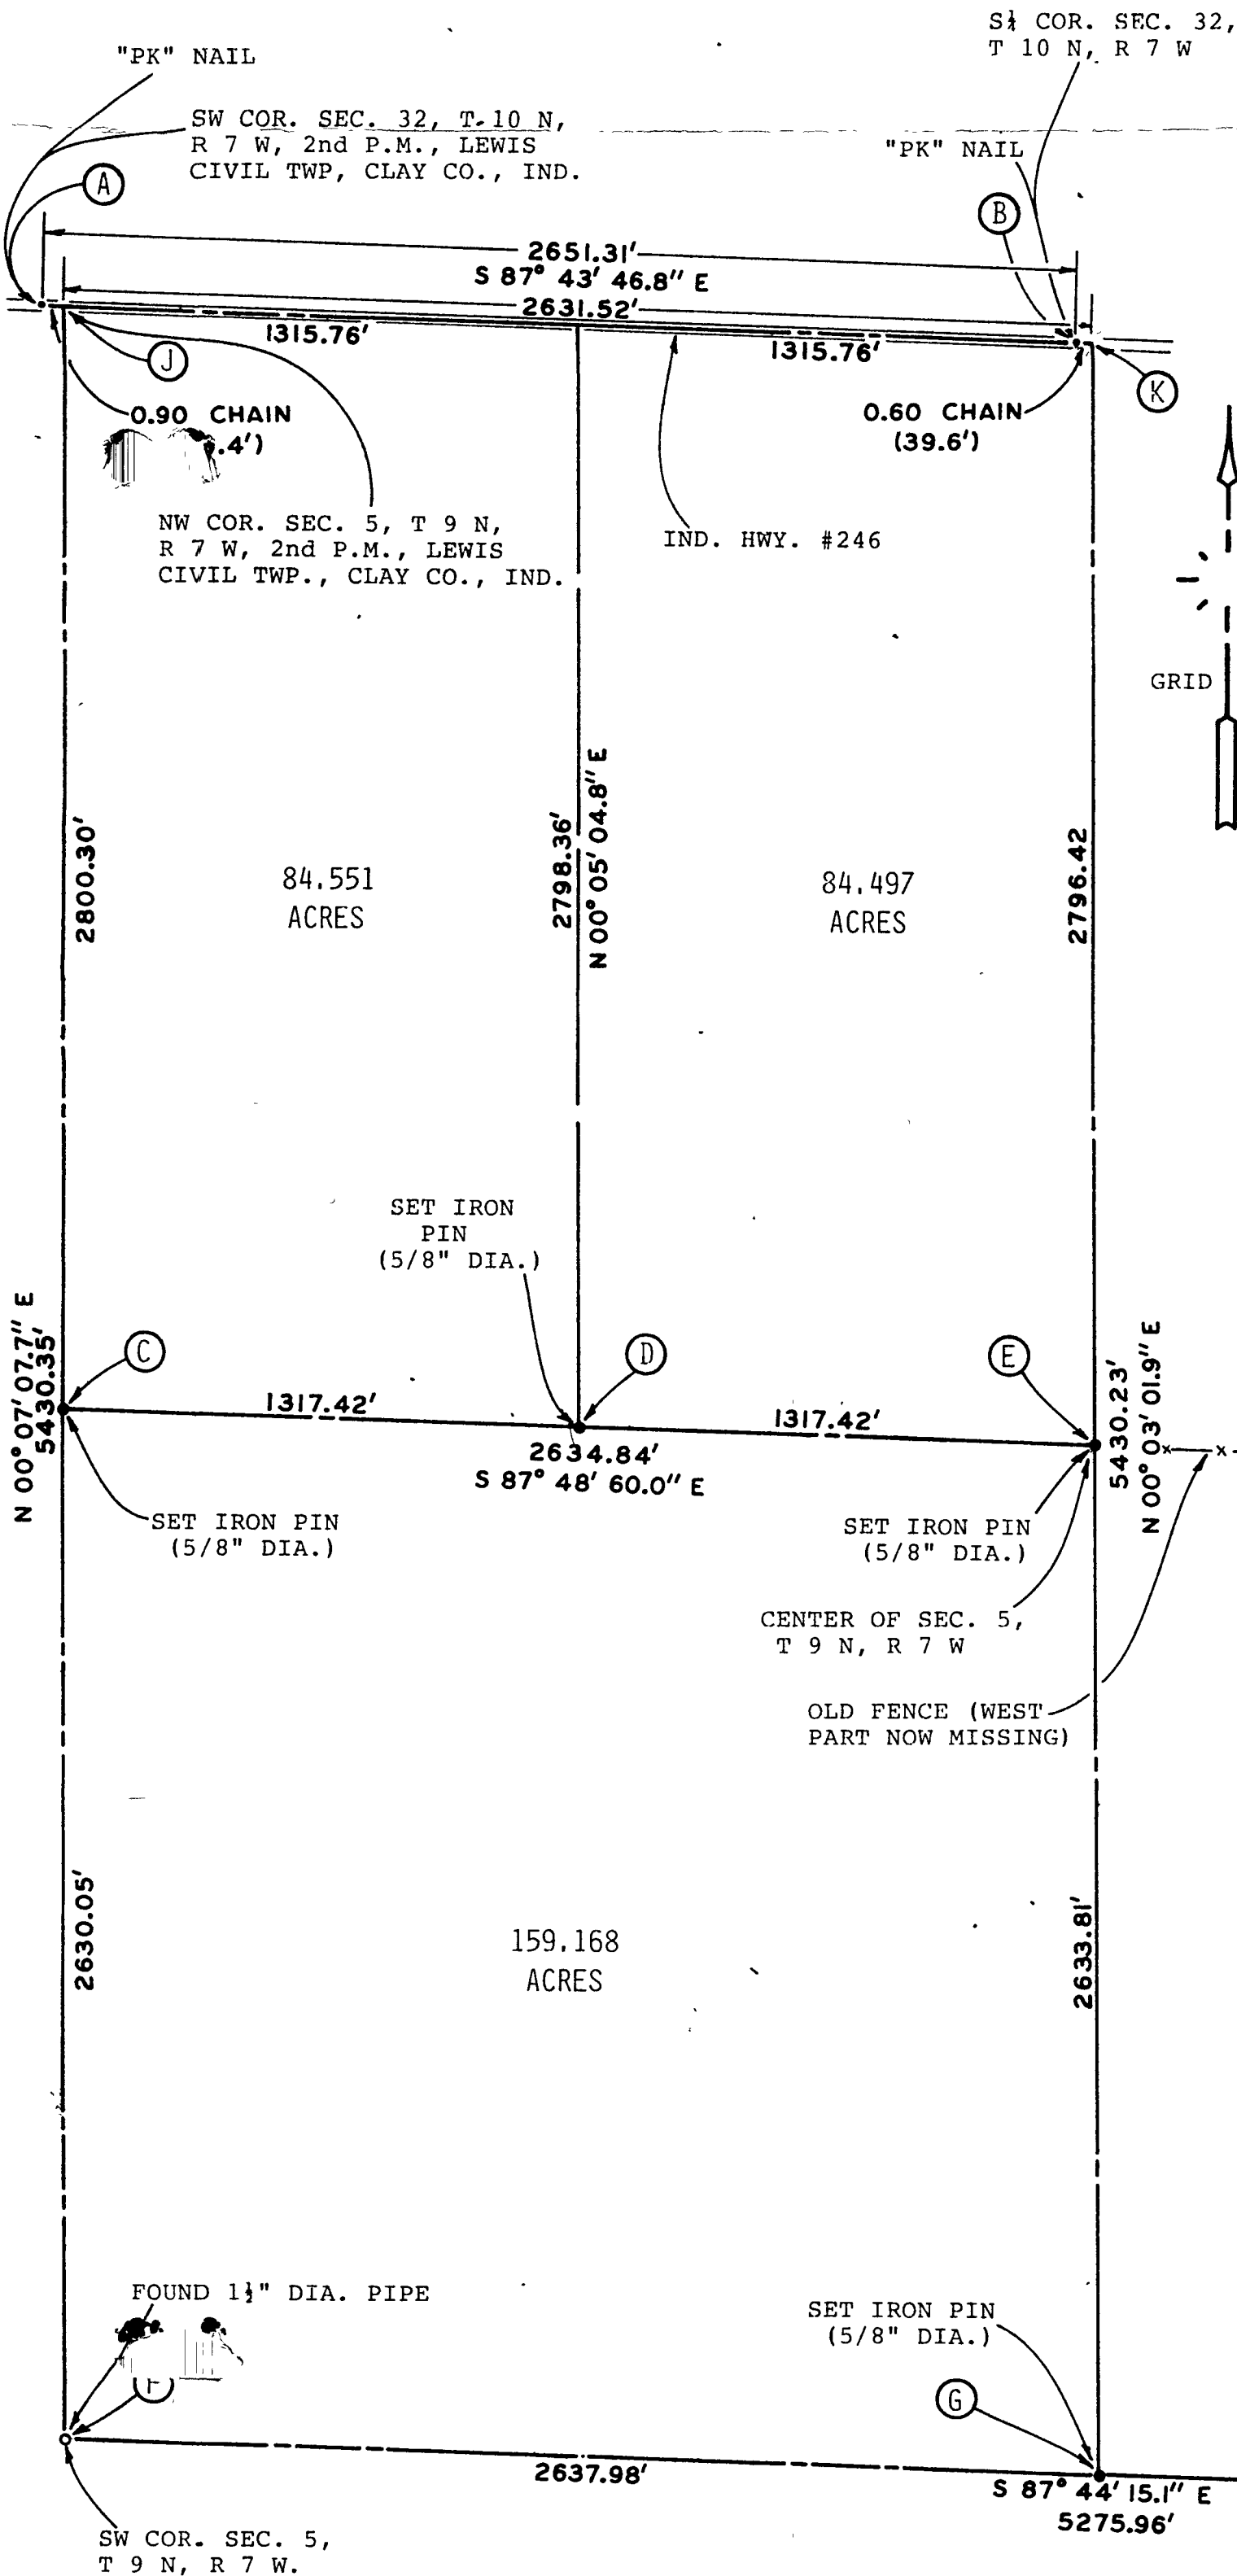 S½ COR. SEC. 32,
T 10 N, R 7 W
"PK" NAIL
SW COR. SEC. 32, T 10 N,
R 7 W, 2nd P.M., LEWIS
CIVIL TWP, CLAY CO., IND.
"PK" NAIL
A
B
2651.31'
S 87° 43' 46.8" E
2631.52'
1315.76'
1315.76'
J
K
0.90 CHAIN
.4')
0.60 CHAIN
(39.6')
NW COR. SEC. 5, T 9 N,
R 7 W, 2nd P.M., LEWIS
CIVIL TWP., CLAY CO., IND.
IND. HWY. #246
GRID
2800.30'
84.551
ACRES
2798.36'
N 00° 05' 04.8" E
84.497
ACRES
2796.42
SET IRON
PIN
(5/8" DIA.)
N 00° 07' 07.7" E
5430.35'
C
D
E
1317.42'
1317.42'
2634.84'
S 87° 48' 60.0" E
5430.23'
N 00° 03' 01.9" E
SET IRON PIN
(5/8" DIA.)
SET IRON PIN
(5/8" DIA.)
CENTER OF SEC. 5,
T 9 N, R 7 W
OLD FENCE (WEST
PART NOW MISSING)
2630.05'
159.168
ACRES
2633.81'
FOUND 1½" DIA. PIPE
SET IRON PIN
(5/8" DIA.)
G
2637.98'
S 87° 44' 15.1" E
5275.96'
SW COR. SEC. 5,
T 9 N, R 7 W.